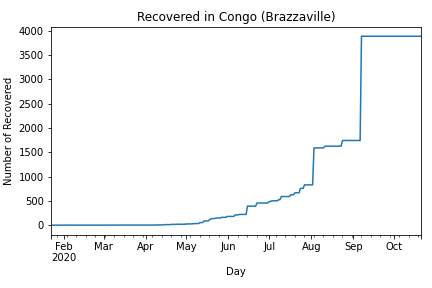 Recovered in Congo (Brazzaville)
Number of Recovered
4000
3500
3000
2500
2000
1500
1000
500
0
Feb Mar Apr May Jun Jul Aug Sep Oct
2020
Day